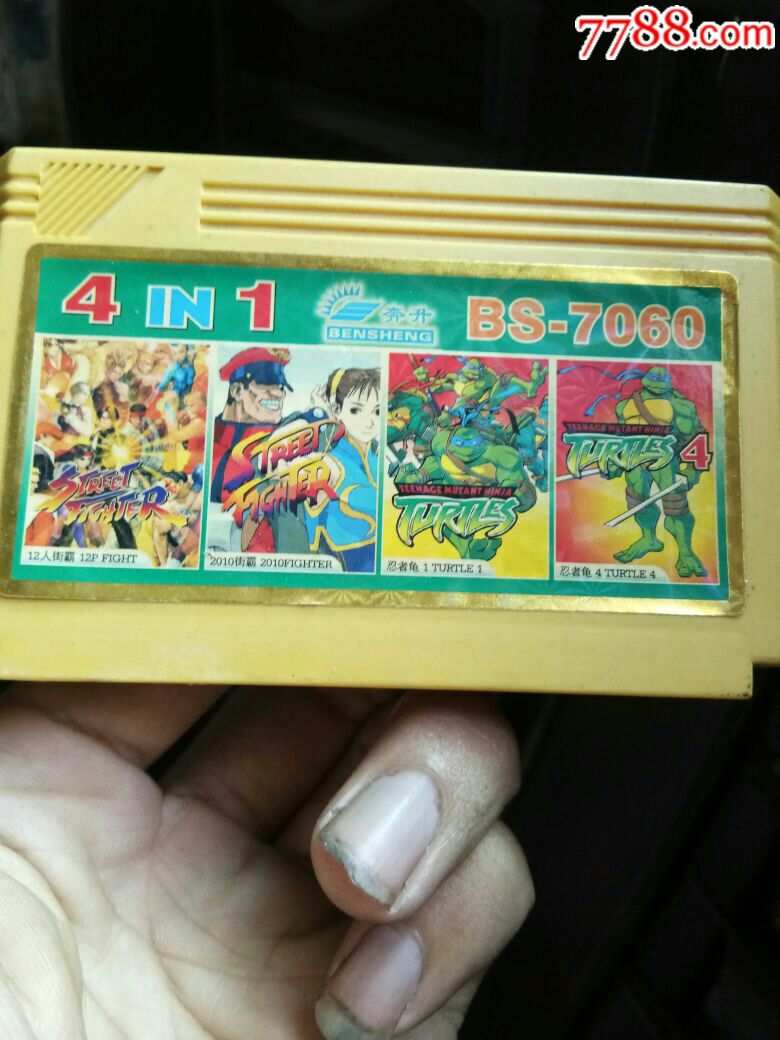 7788.com
4 IN 1
奔升
BENSHENG
BS-7060
STREET
FIGHTER
12人街霸 12P FIGHT
STREET
FIGHTER
2010街霸 2010FIGHTER
TEENAGE MUTANT NINJA
TURTLES
忍者龟 1 TURTLE 1
TEENAGE MUTANT NINJA
TURTLES 4
忍者龟 4 TURTLE 4